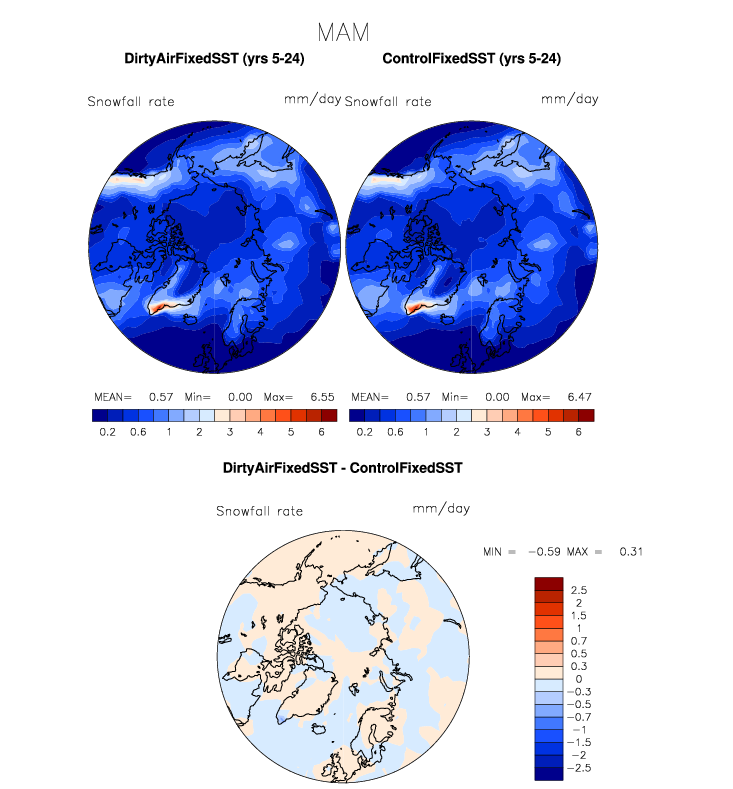 MAM
DirtyAirFixedSST (yrs 5-24) ControlFixedSST (yrs 5-24)
Snowfall rate mm/day Snowfall rate mm/day
MEAN= 0.57 Min= 0.00 Max= 6.55 MEAN= 0.57 Min= 0.00 Max= 6.47
0.2 0.6 1 2 3 4 5 6 0.2 0.6 1 2 3 4 5 6
DirtyAirFixedSST - ControlFixedSST
Snowfall rate mm/day
MIN = -0.59 MAX = 0.31
2.5
2
1.5
1
0.7
0.5
0.3
0
-0.3
-0.5
-0.7
-1
-1.5
-2
-2.5